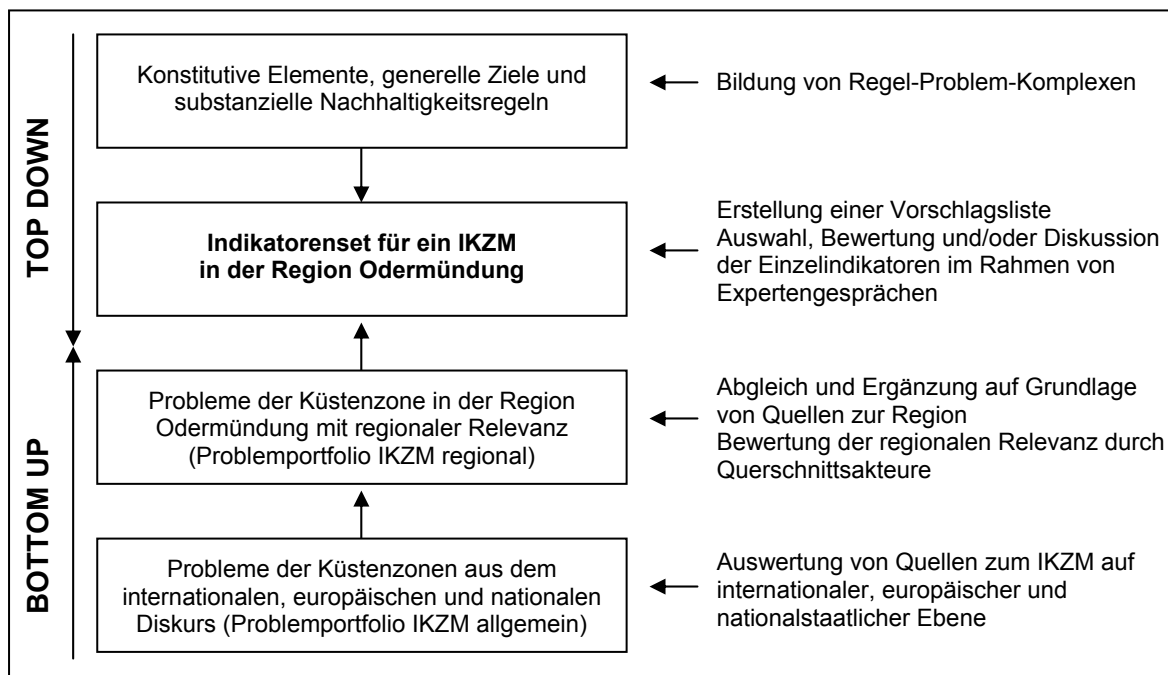 TOP DOWN
Konstitutive Elemente, generelle Ziele und
substanzielle Nachhaltigkeitsregeln
Bildung von Regel-Problem-Komplexen
Indikatorenset für ein IKZM
in der Region Odermündung
Erstellung einer Vorschlagsliste
Auswahl, Bewertung und/oder Diskussion
der Einzelindikatoren im Rahmen von
Expertengesprächen
BOTTOM UP
Probleme der Küstenzone in der Region
Odermündung mit regionaler Relevanz
(Problemportfolio IKZM regional)
Abgleich und Ergänzung auf Grundlage
von Quellen zur Region
Bewertung der regionalen Relevanz durch
Querschnittsakteure
Probleme der Küstenzonen aus dem
internationalen, europäischen und nationalen
Diskurs (Problemportfolio IKZM allgemein)
Auswertung von Quellen zum IKZM auf
internationaler, europäischer und
nationalstaatlicher Ebene